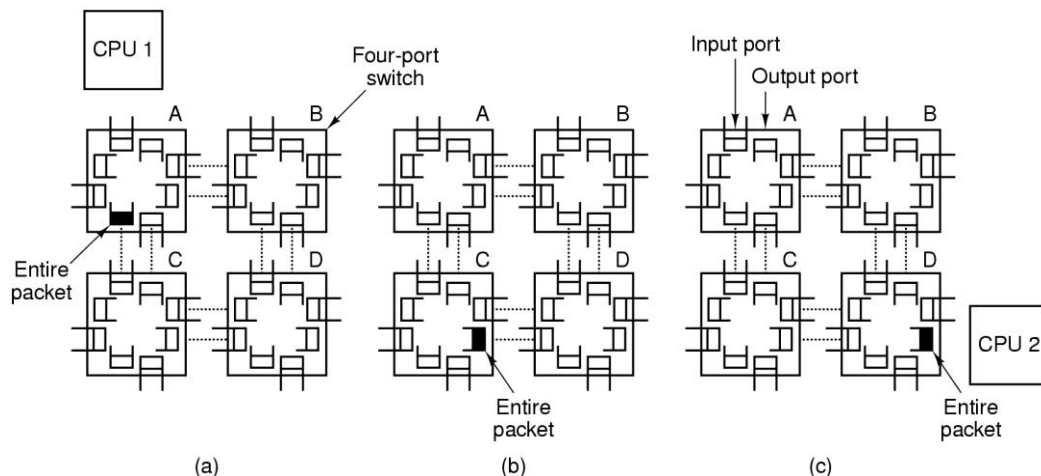 CPU 1
Four-port
switch
A
B
C
D
Entire
packet
(a)
A
B
C
D
Entire
packet
(b)
Input port
Output port
A
B
C
D
CPU 2
Entire
packet
(c)